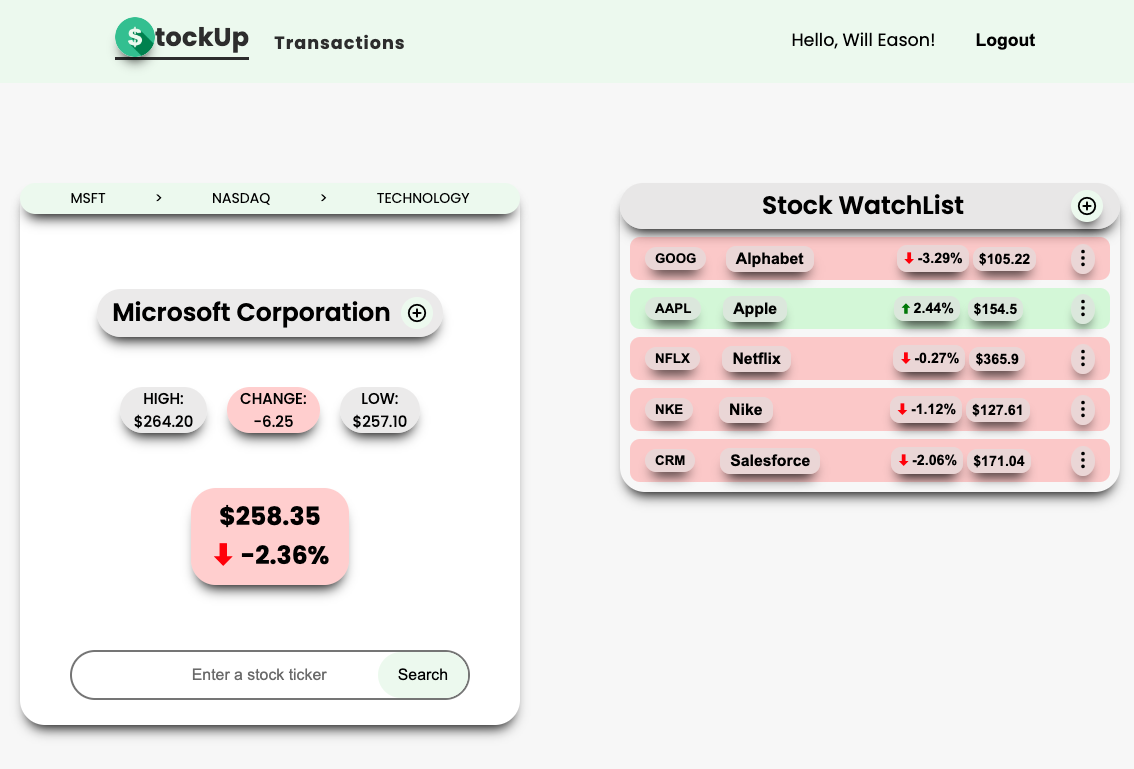 $tockUp Transactions Hello, Will Eason! Logout
MSFT > NASDAQ > TECHNOLOGY
Microsoft Corporation
HIGH: CHANGE: LOW:
$264.20 -6.25 $257.10
$258.35
-2.36%
Enter a stock ticker Search
Stock WatchList
GOOG Alphabet -3.29% $105.22
AAPL Apple 2.44% $154.5
NFLX Netflix -0.27% $365.9
NKE Nike -1.12% $127.61
CRM Salesforce -2.06% $171.04